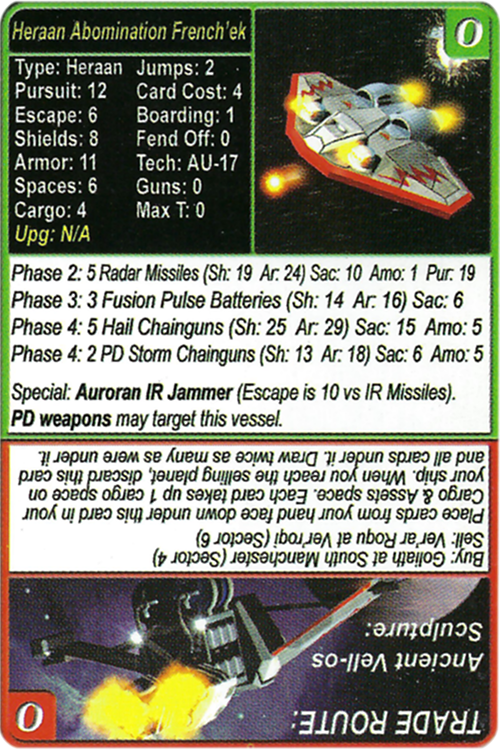 Heraan Abomination French'ek
0
Type: Heraan Jumps: 2
Pursuit: 12 Card Cost: 4
Escape: 6 Boarding: 1
Shields: 8 Fend Off: 0
Armor: 11 Tech: AU-17
Spaces: 6 Guns: 0
Cargo: 4 Max T: 0
Upg: N/A
Phase 2: 5 Radar Missiles (Sh: 19 Ar: 24) Sac: 10 Amo: 1 Pur: 19
Phase 3: 3 Fusion Pulse Batteries (Sh: 14 Ar: 16) Sac: 6
Phase 4: 5 Hail Chainguns (Sh: 25 Ar: 29) Sac: 15 Amo: 5
Phase 4: 2 PD Storm Chainguns (Sh: 13 Ar: 18) Sac: 6 Amo: 5
Special: Auroran IR Jammer (Escape is 10 vs IR Missiles).
PD weapons may target this vessel.
TRADE ROUTE:
0
Ancient Vell-os
Sculpture:
Buy: Goliath at South Manchester (Sector 4)
Sell: Ar'er Roqu at Ver'roqi (Sector 6)
Place cards from your hand face down under this card in your
Cargo & Assets space. Each card takes up 1 cargo space on
your ship. When you reach the selling planet, discard this card
and all cards under it. Draw twice as many as were under it.